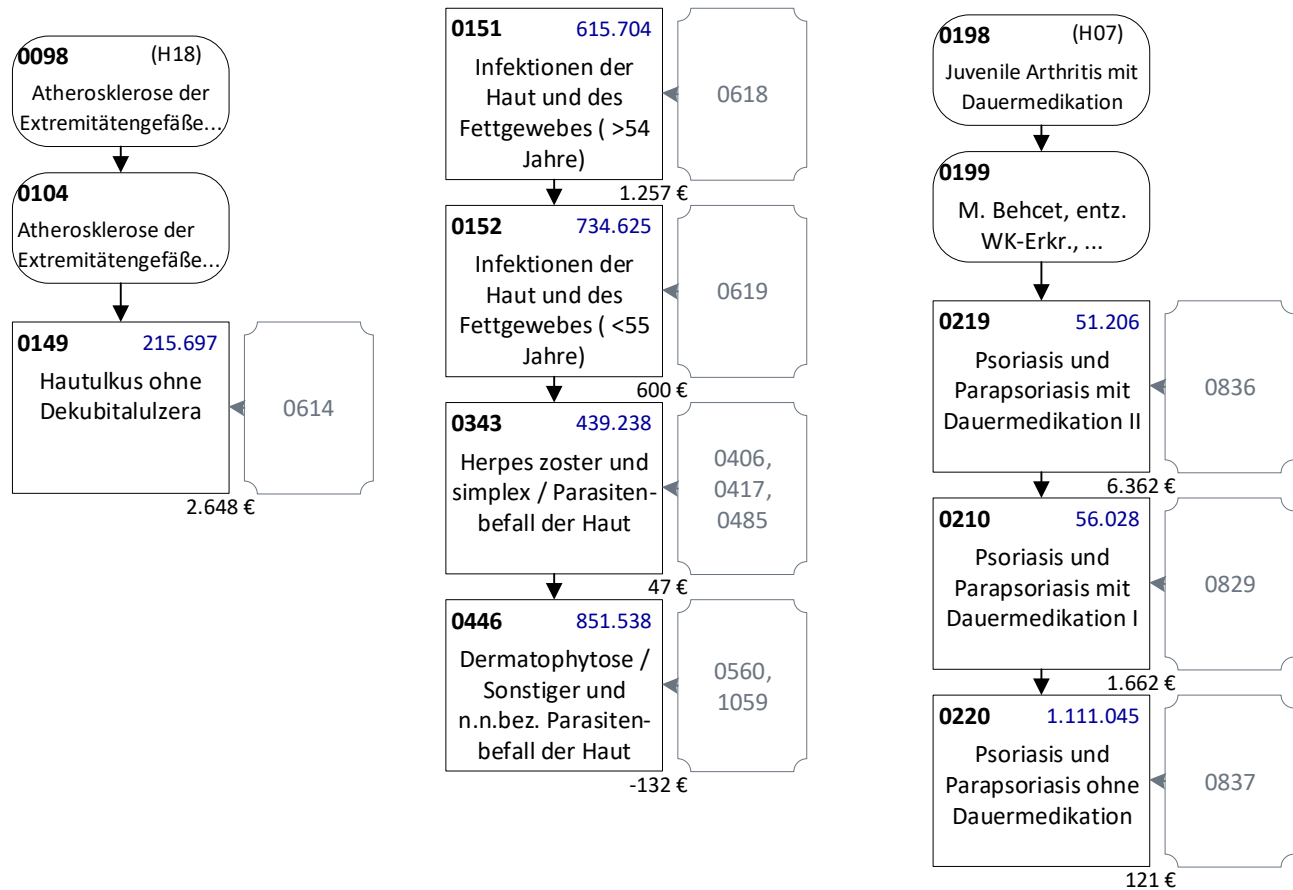 0098 (H18)
Atherosklerose der
Extremitätengefäße...
0104
Atherosklerose der
Extremitätengefäße...
0149 215.697
Hautulkus ohne
Dekubitalulzera
0614
2.648 €
0151 615.704
Infektionen der
Haut und des
Fettgewebes ( >54
Jahre)
0618
1.257 €
0152 734.625
Infektionen der
Haut und des
Fettgewebes ( <55
Jahre)
0619
600 €
0343 439.238
Herpes zoster und
simplex / Parasiten-
befall der Haut
0406,
0417,
0485
47 €
0446 851.538
Dermatophytose /
Sonstiger und
n.n.bez. Parasiten-
befall der Haut
0560,
1059
-132 €
0198 (H07)
Juvenile Arthritis mit
Dauermedikation
0199
M. Behcet, entz.
WK-Erkr., ...
0219 51.206
Psoriasis und
Parapsoriasis mit
Dauermedikation II
0836
6.362 €
0210 56.028
Psoriasis und
Parapsoriasis mit
Dauermedikation I
0829
1.662 €
0220 1.111.045
Psoriasis und
Parapsoriasis ohne
Dauermedikation
0837
121 €